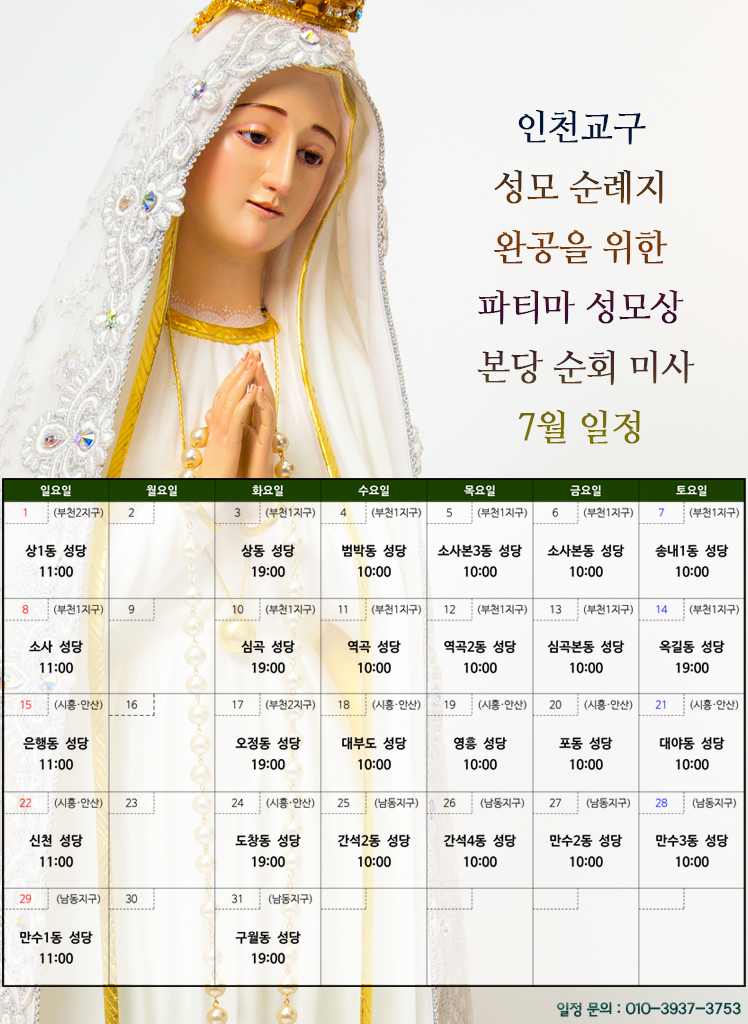 인천교구
성모 순례지
완공을 위한
파티마 성모상
본당 순회 미사
7월 일정
일요일 월요일 화요일 수요일 목요일 금요일 토요일
1 (부천2지구) 2 3 (부천1지구) 4 (부천1지구) 5 (부천1지구) 6 (부천1지구) 7 (부천1지구)
상1동 성당 상동 성당 범박동 성당 소사본3동 성당 소사본동 성당 송내1동 성당
11:00 19:00 10:00 10:00 10:00 10:00
8 (부천1지구) 9 10 (부천1지구) 11 (부천1지구) 12 (부천1지구) 13 (부천1지구) 14 (부천1지구)
소사 성당 심곡 성당 역곡 성당 역곡2동 성당 심곡본동 성당 옥길동 성당
11:00 19:00 10:00 10:00 10:00 19:00
15 (시흥·안산) 16 17 (부천2지구) 18 (시흥·안산) 19 (시흥·안산) 20 (시흥·안산) 21 (시흥·안산)
은행동 성당 오정동 성당 대부도 성당 영흥 성당 포동 성당 대야동 성당
11:00 19:00 10:00 10:00 10:00 10:00
22 (시흥·안산) 23 24 (시흥·안산) 25 (남동지구) 26 (남동지구) 27 (남동지구) 28 (남동지구)
신천 성당 도창동 성당 간석2동 성당 간석4동 성당 만수2동 성당 만수3동 성당
11:00 19:00 10:00 10:00 10:00 10:00
29 (남동지구) 30 31 (남동지구)
만수1동 성당 구월동 성당
11:00 19:00
일정 문의 : 010-3937-3753